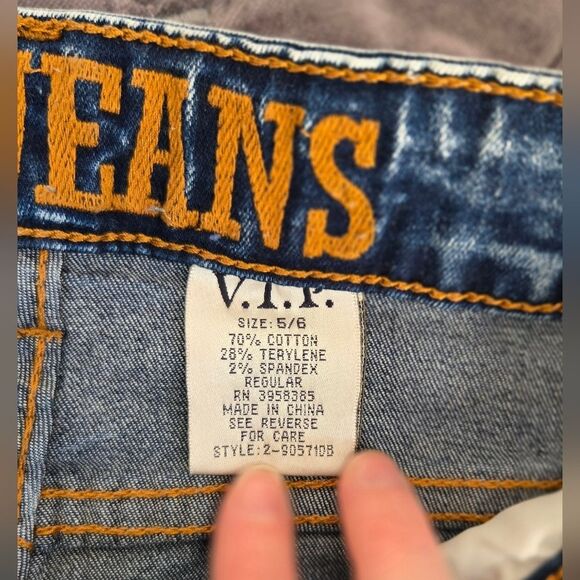 JEANS
V.I.P.
SIZE: 5/6
70% COTTON
28% TERYLENE
2% SPANDEX
REGULAR
RN 3958385
MADE IN CHINA
SEE REVERSE
FOR CARE
STYLE:2-90571DB